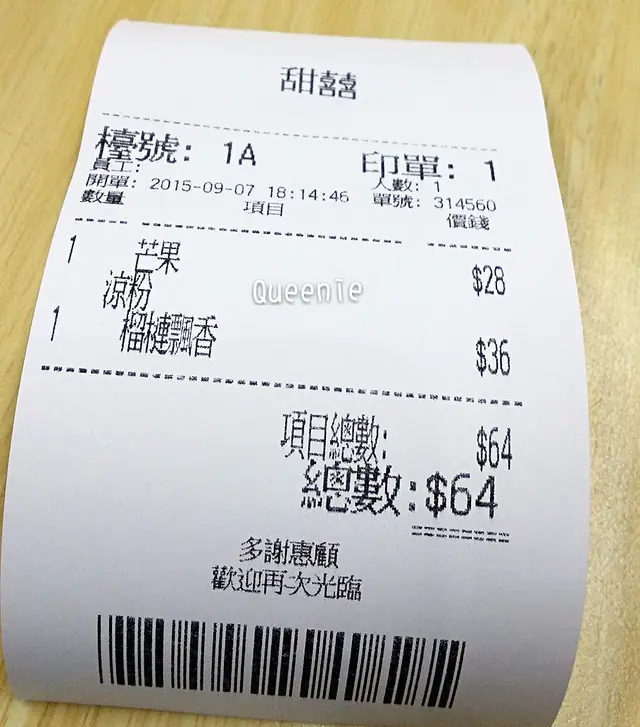 甜囍
檯號: 1A 印單: 1
員工: 人數: 1
開單: 2015-09-07 18:14:46 單號: 314560
數量 項目 價錢
1 芒果 $28
涼粉
Queenie
1 榴槤飄香 $36
項目總數: $64
總數:$64
多謝惠顧
歡迎再次光臨